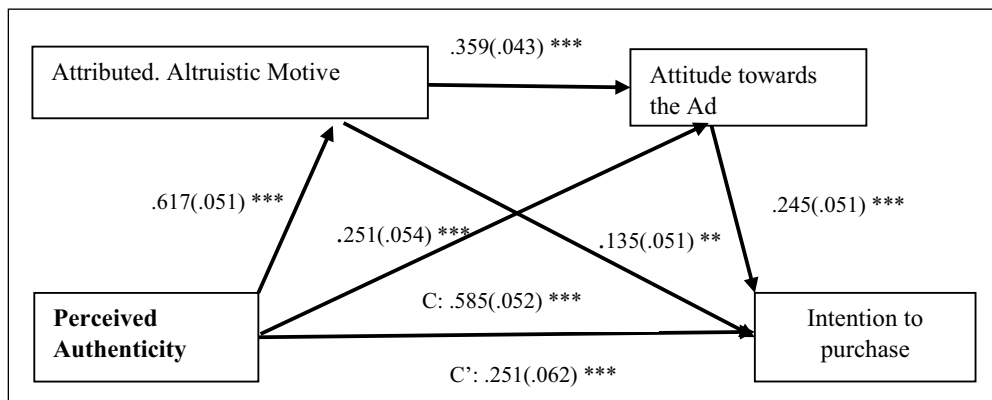 .359(.043) ***
Attributed. Altruistic Motive
Attitude towards
the Ad
.617(.051) ***
.251(.054) ***
.135(.051) **
.245(.051) ***
Perceived
Authenticity
C: .585(.052) ***
C’: .251(.062) ***
Intention to
purchase